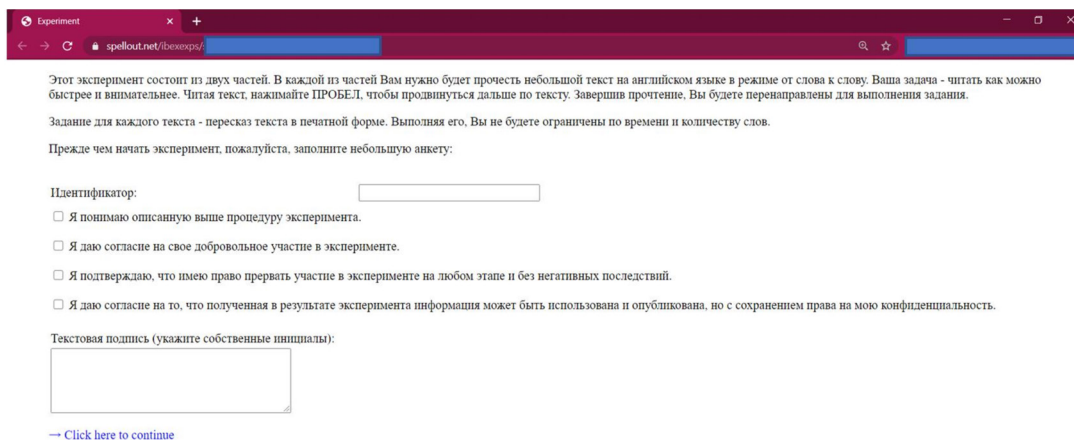 Experiment
spellout.net/ibexexps/
Этот эксперимент состоит из двух частей. В каждой из частей Вам нужно будет прочесть небольшой текст на английском языке в режиме от слова к слову. Ваша задача - читать как можно
быстрее и внимательнее. Читая текст, нажимайте ПРОБЕЛ, чтобы продвинуться дальше по тексту. Завершив прочтение, Вы будете перенаправлены для выполнения задания.
Задание для каждого текста - пересказ текста в печатной форме. Выполняя его, Вы не будете ограничены по времени и количеству слов.
Прежде чем начать эксперимент, пожалуйста, заполните небольшую анкету:
Идентификатор:
Я понимаю описанную выше процедуру эксперимента.
Я даю согласие на свое добровольное участие в эксперименте.
Я подтверждаю, что имею право прервать участие в эксперименте на любом этапе и без негативных последствий.
Я даю согласие на то, что полученная в результате эксперимента информация может быть использована и опубликована, но с сохранением права на мою конфиденциальность.
Текстовая подпись (укажите собственные инициалы):
→ Click here to continue